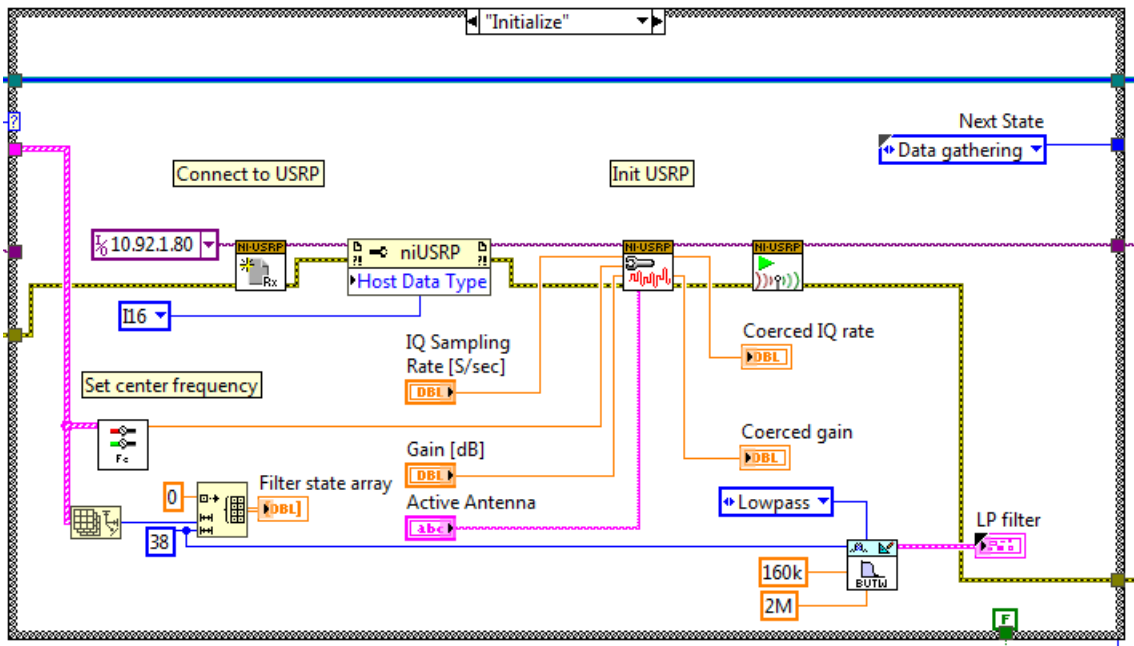 "Initialize"
Next State
Data gathering
Connect to USRP
Init USRP
10.92.1.80
NI-USRP
Rx
niUSRP
Host Data Type
NI-USRP
NI-USRP
I16
IQ Sampling
Rate [S/sec]
DBL
Coerced IQ rate
DBL
Set center frequency
Fc
Gain [dB]
DBL
Coerced gain
DBL
Filter state array
0
DBL]
Active Antenna
abc
Lowpass
38
LP filter
160k
BUTW
2M
F